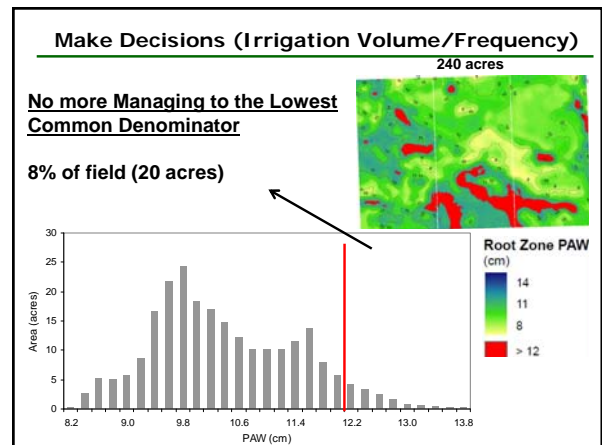 Make Decisions (Irrigation Volume/Frequency)
240 acres
No more Managing to the Lowest
Common Denominator
8% of field (20 acres)
Root Zone PAW
(cm)
14
11
8
> 12
30
25
20
15
10
5
0
Area (acres)
8.2 9.0 9.8 10.6 11.4 12.2 13.0 13.8
PAW (cm)